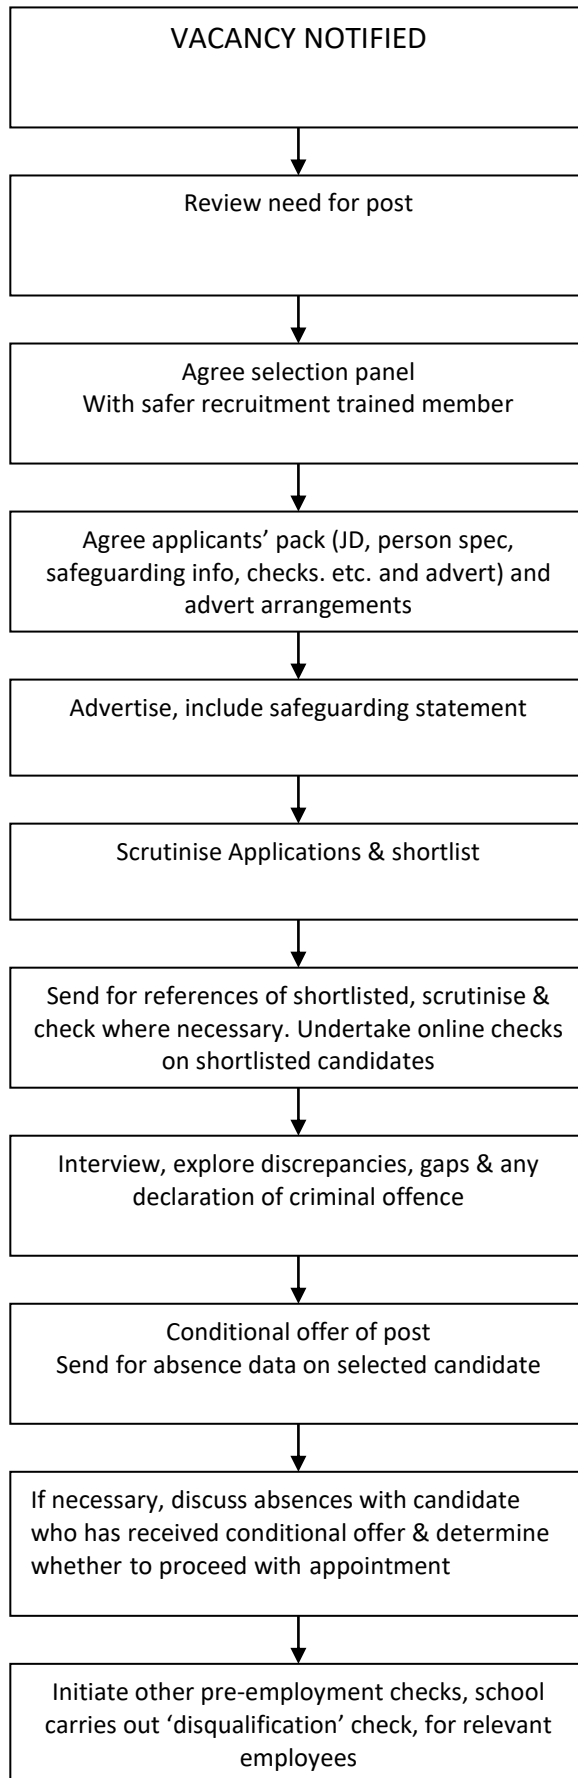 VACANCY NOTIFIED
Review need for post
Agree selection panel
With safer recruitment trained member
Agree applicants’ pack (JD, person spec,
safeguarding info, checks. etc. and advert) and
advert arrangements
Advertise, include safeguarding statement
Scrutinise Applications & shortlist
Send for references of shortlisted, scrutinise &
check where necessary. Undertake online checks
on shortlisted candidates
Interview, explore discrepancies, gaps & any
declaration of criminal offence
Conditional offer of post
Send for absence data on selected candidate
If necessary, discuss absences with candidate
who has received conditional offer & determine
whether to proceed with appointment
Initiate other pre-employment checks, school
carries out ‘disqualification’ check, for relevant
employees